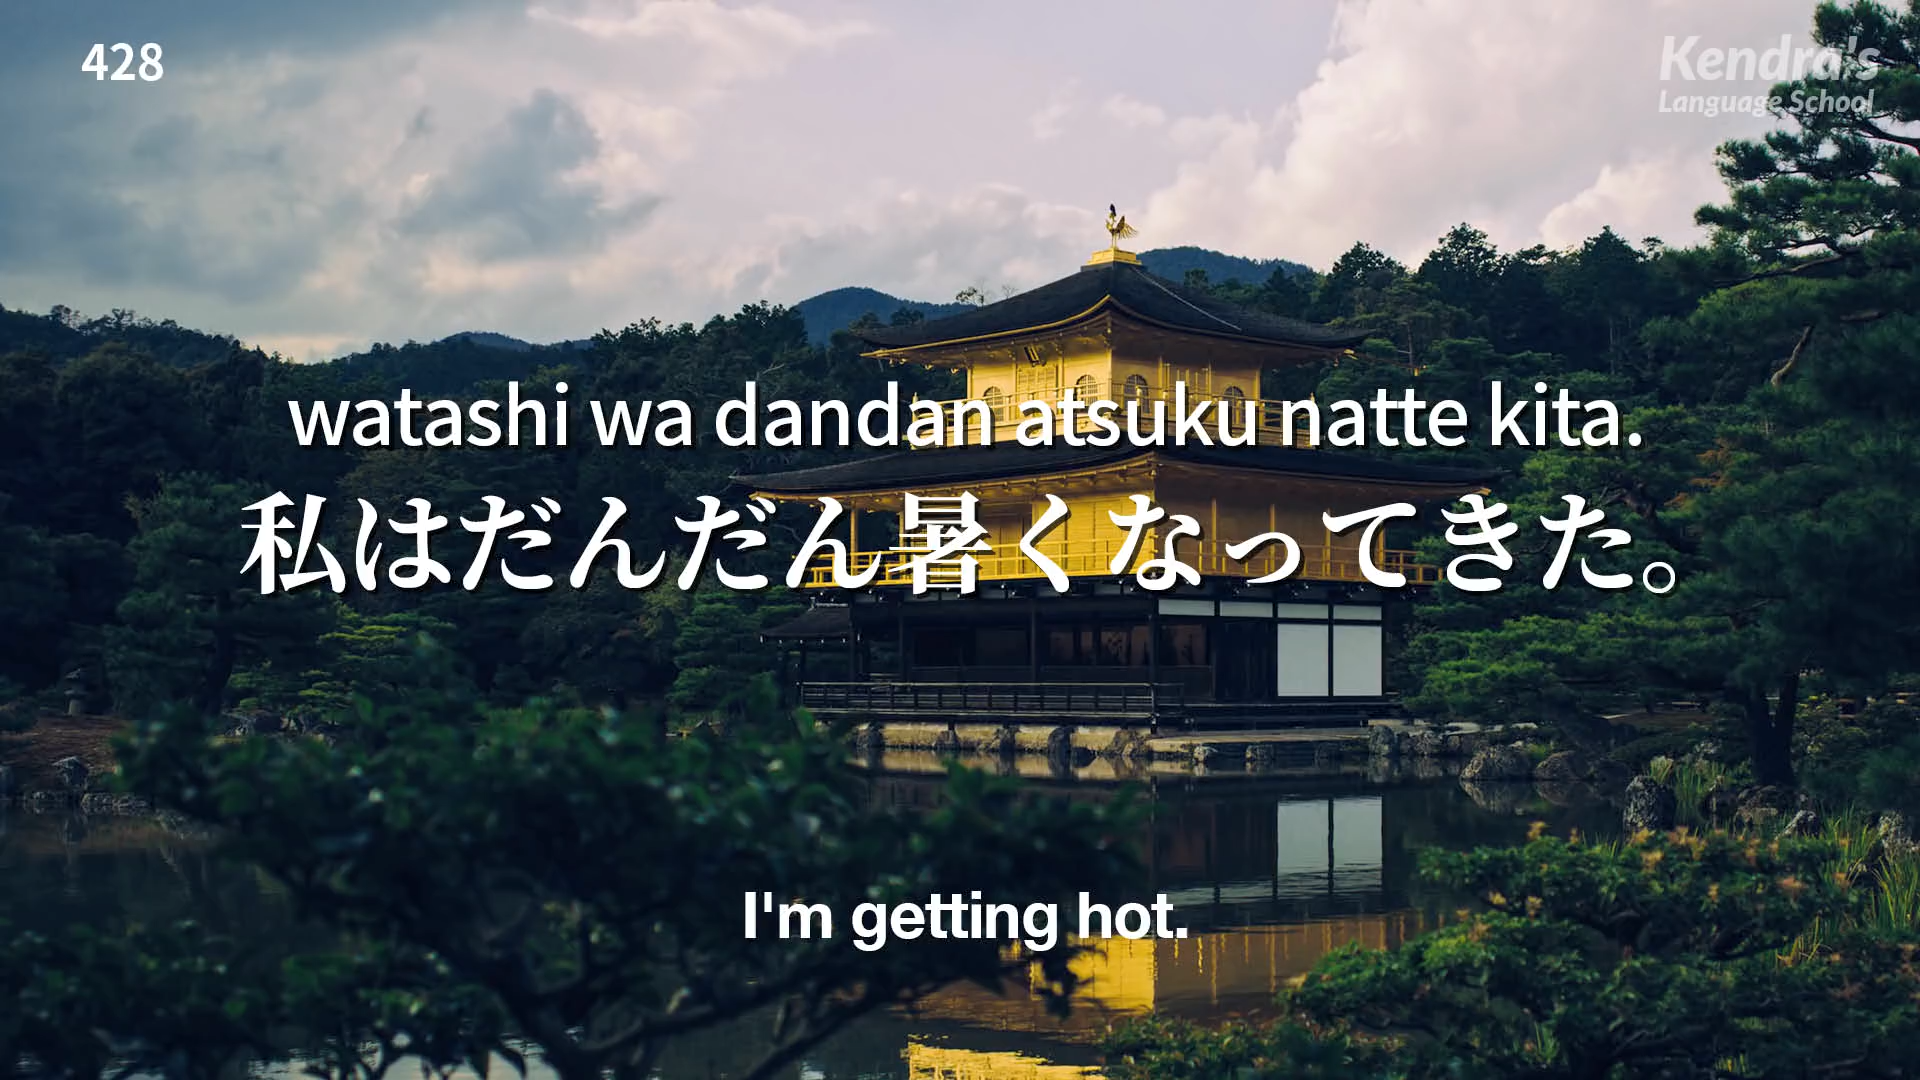 428
Kendra's
Language School
watashi wa dandan atsuku natte kita.
私はだんだん暑くなってきた。
I'm getting hot.